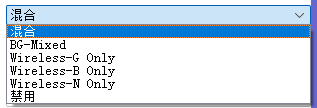 混合
混合
BG-Mixed
Wireless-G Only
Wireless-B Only
Wireless-N Only
禁用